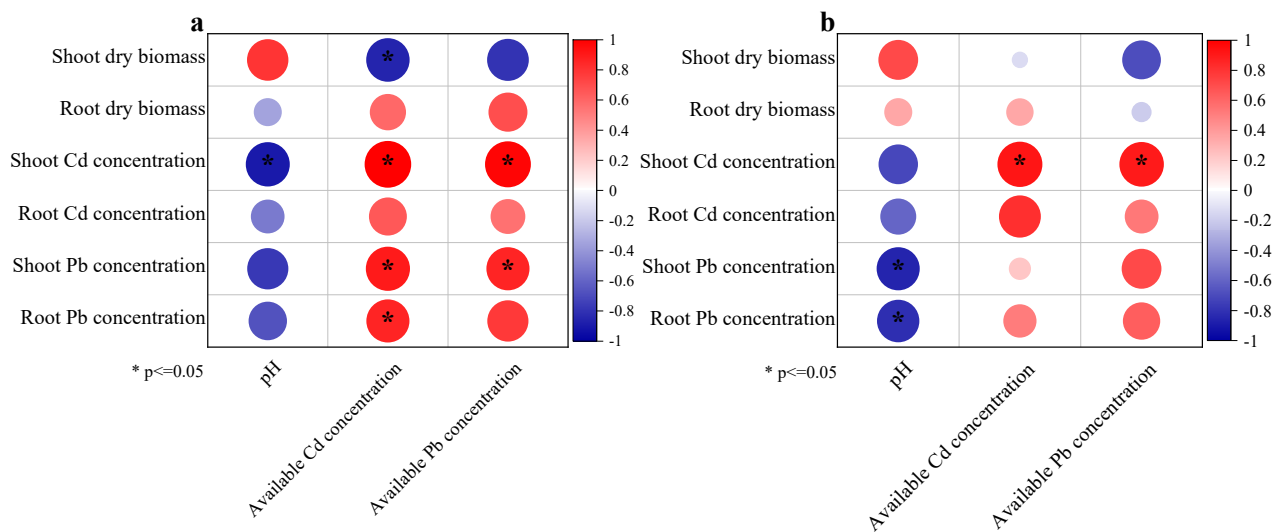 a
Shoot dry biomass
Root dry biomass
Shoot Cd concentration
Root Cd concentration
Shoot Pb concentration
Root Pb concentration
*
* * *
* *
*
1
0.8
0.6
0.4
0.2
0
-0.2
-0.4
-0.6
-0.8
-1
* p<=0.05
pH
Available Cd concentration
Available Pb concentration
b
Shoot dry biomass
Root dry biomass
Shoot Cd concentration
Root Cd concentration
Shoot Pb concentration
Root Pb concentration
* *
*
*
1
0.8
0.6
0.4
0.2
0
-0.2
-0.4
-0.6
-0.8
-1
* p<=0.05
pH
Available Cd concentration
Available Pb concentration